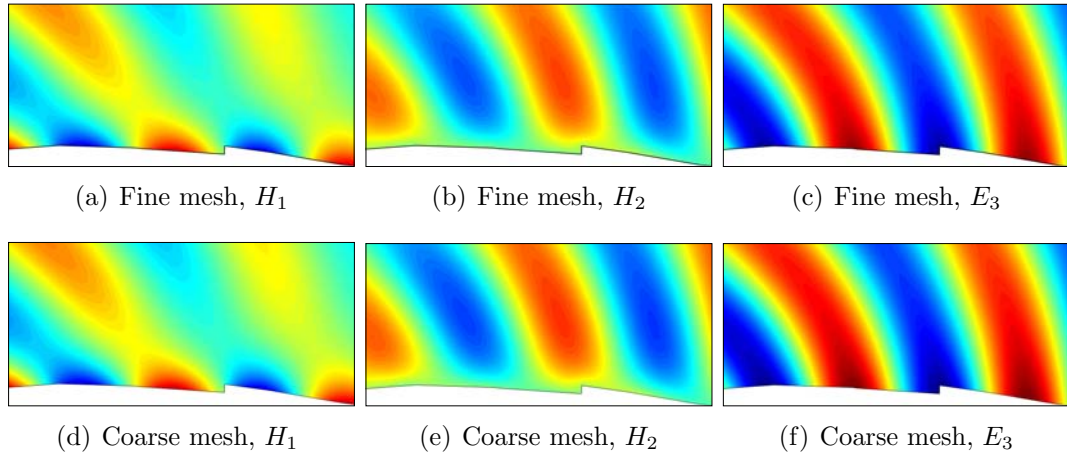 (a) Fine mesh, H₁
(b) Fine mesh, H₂
(c) Fine mesh, E₃
(d) Coarse mesh, H₁
(e) Coarse mesh, H₂
(f) Coarse mesh, E₃